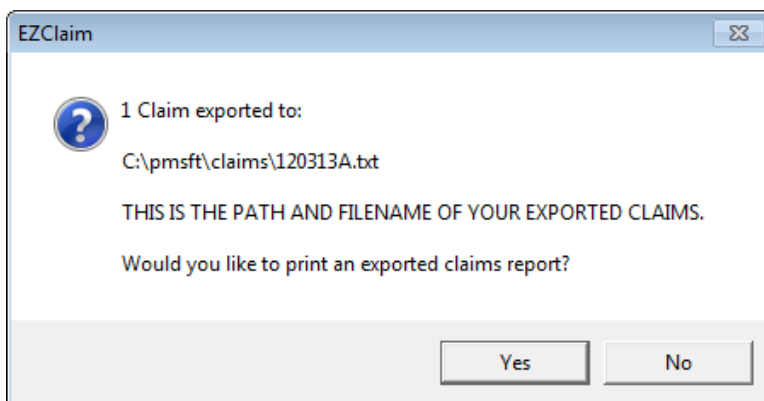 EZClaim
1 Claim exported to:
C:\pmsft\claims\120313A.txt
THIS IS THE PATH AND FILENAME OF YOUR EXPORTED CLAIMS.
Would you like to print an exported claims report?
Yes
No